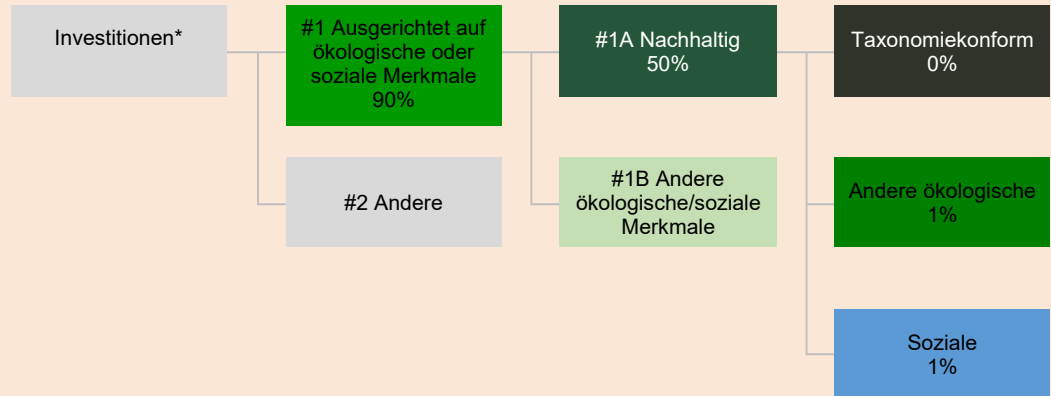 Investitionen*
#1 Ausgerichtet auf
ökologische oder
soziale Merkmale
90%
#1A Nachhaltig
50%
Taxonomiekonform
0%
#2 Andere
#1B Andere
ökologische/soziale
Merkmale
Andere ökologische
1%
Soziale
1%